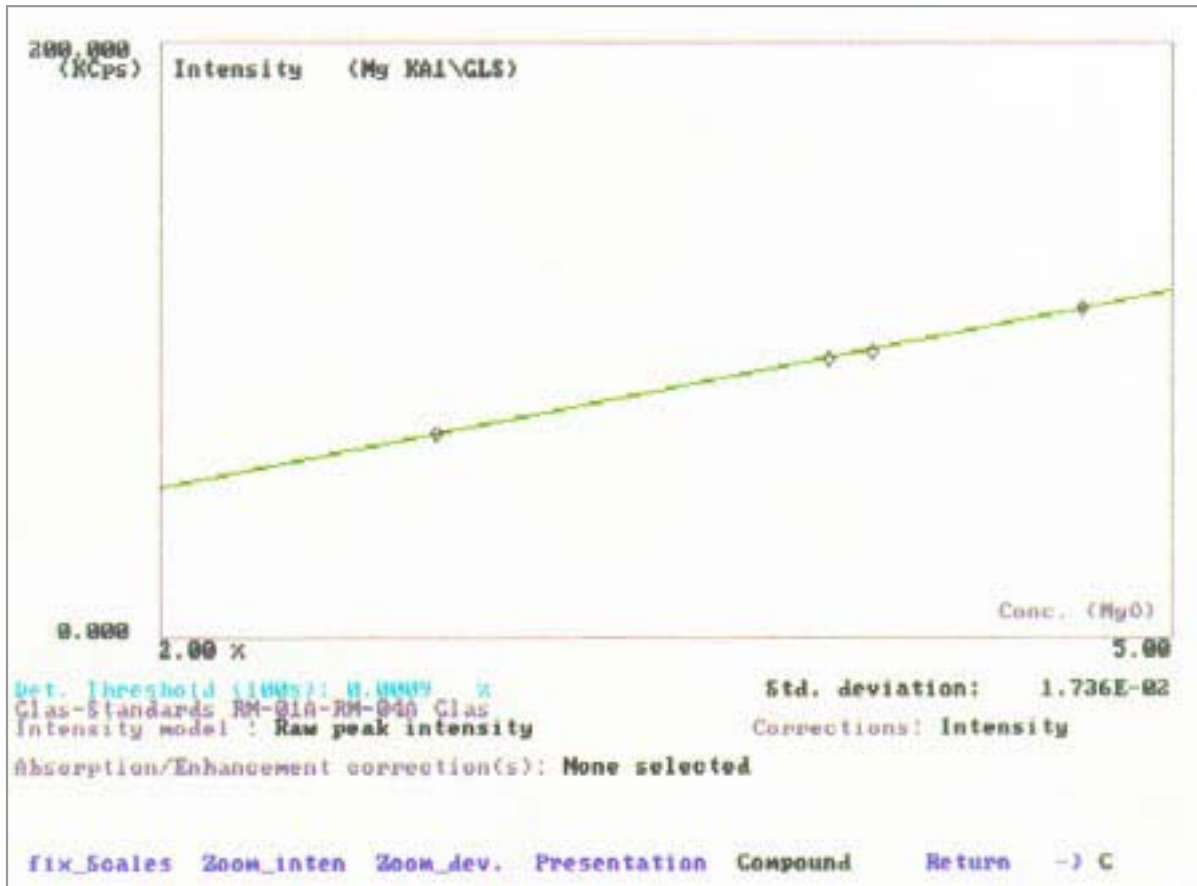 200.000
(KCps) Intensity (Mg KA1\GLS)
Conc. (MgO)
0.000
2.00 % 5.00
Det. Threshold (100s): 0.0009 % Std. deviation: 1.736E-02
Glas-Standards RM-01A-RM-04A Glas
Intensity model : Raw peak intensity Corrections: Intensity
Absorption/Enhancement correction(s): None selected
fix_Scales Zoom_inten Zoom_dev. Presentation Compound Return -> C